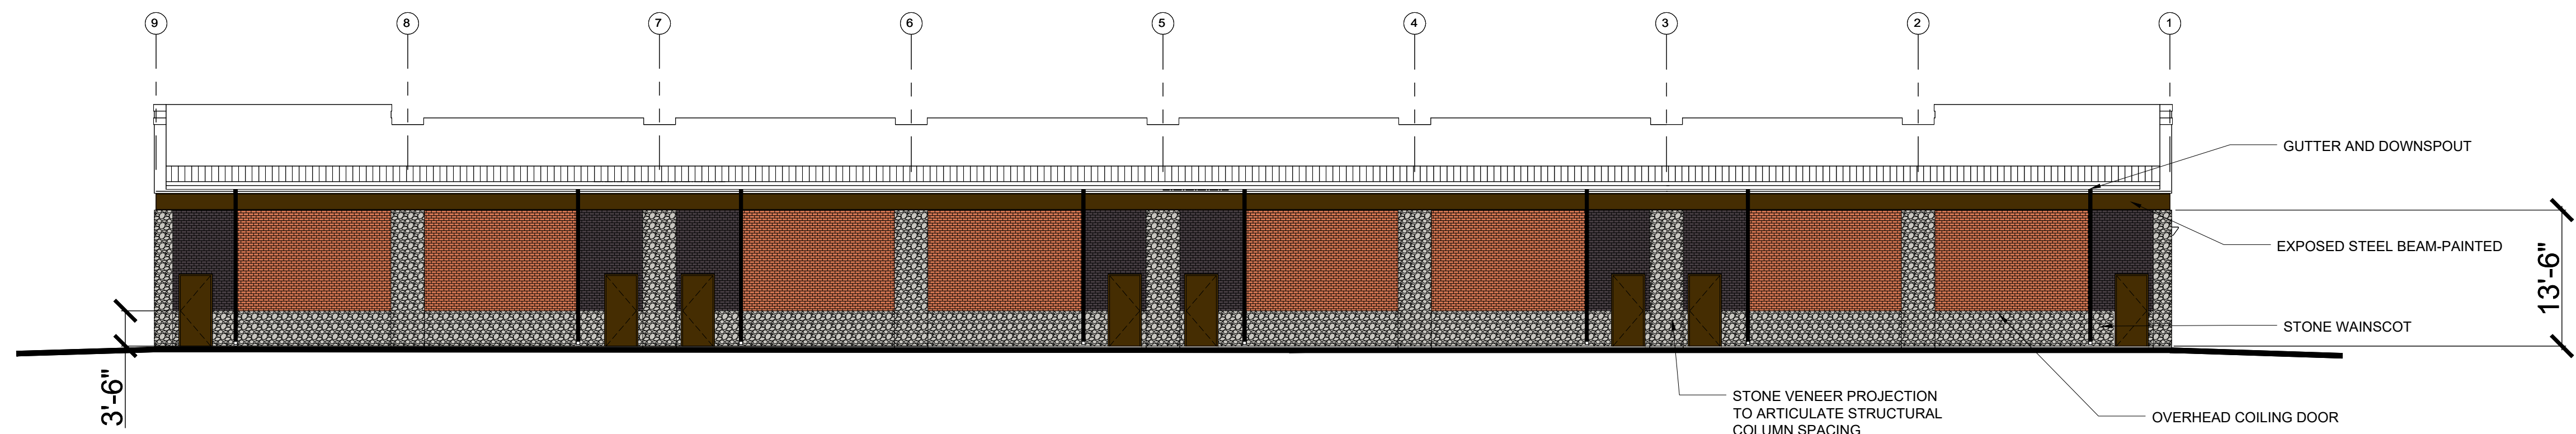 9 8 7 6 5 4 3 2 1
GUTTER AND DOWNSPOUT
EXPOSED STEEL BEAM-PAINTED
13'-6"
STONE WAINSCOT
3'-6"
STONE VENEER PROJECTION
TO ARTICULATE STRUCTURAL
COLUMN SPACING
OVERHEAD COILING DOOR